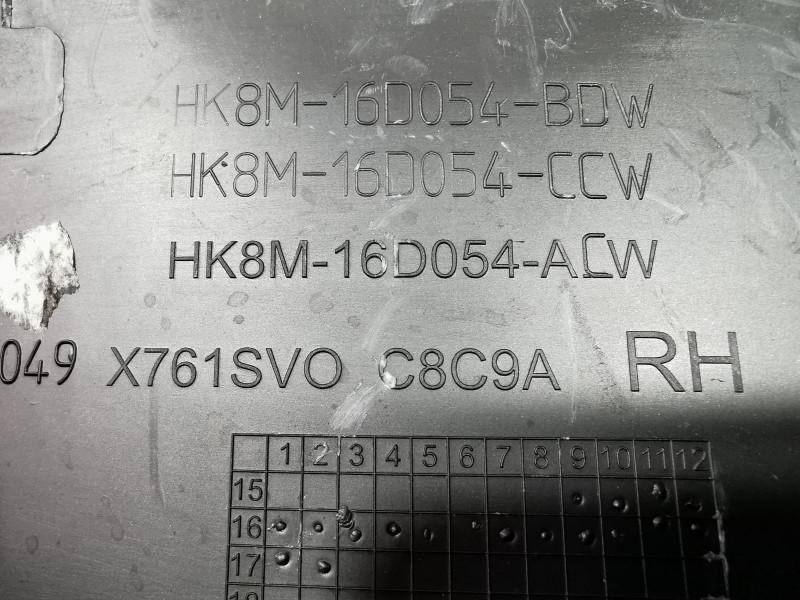 HK8M-16D054-BDW
HK8M-16D054-CCW
HK8M-16D054-ACW
049 X761SVO C8C9A RH
1 2 3 4 5 6 7 8 9 10 11 12
15
16
17
18